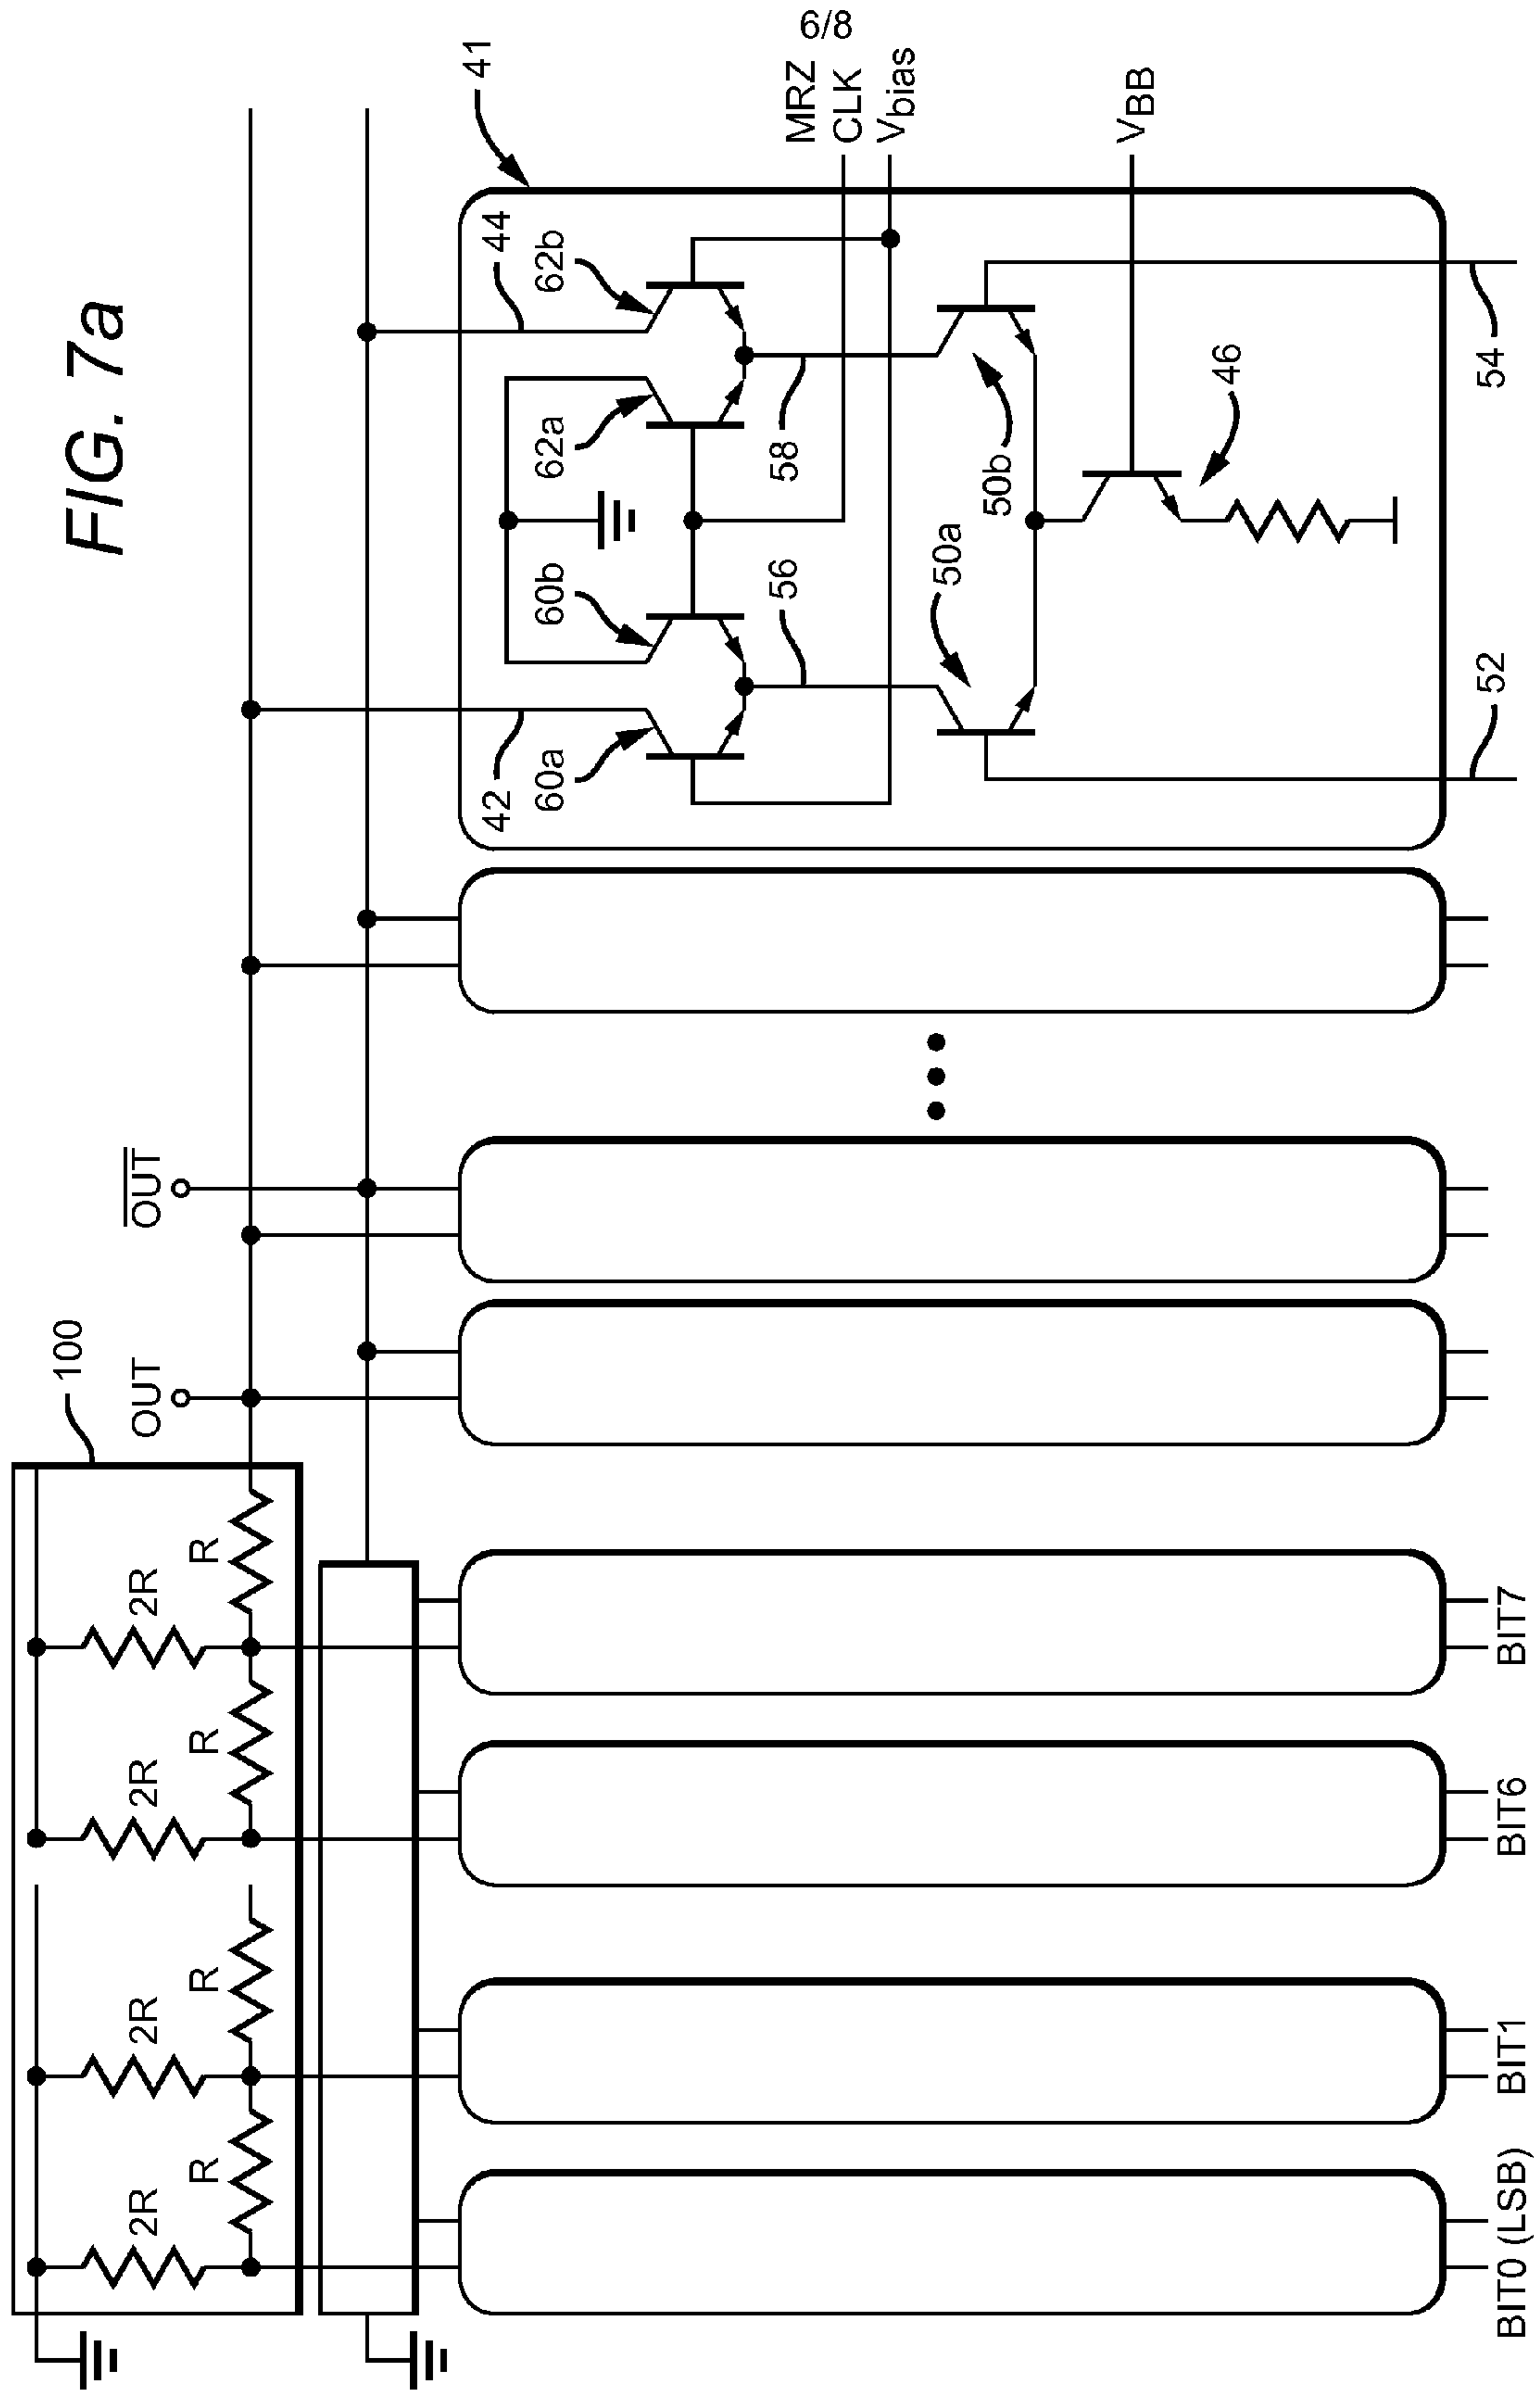 FIG. 7a
6/8
100
OUT
OUT
41
2R
R
2R
R
2R
R
2R
R
42
44
60a
60b
62a
62b
MRZ
CLK
Vbias
56
58
50a
50b
VBB
46
52
54
BIT0 (LSB)
BIT1
BIT6
BIT7